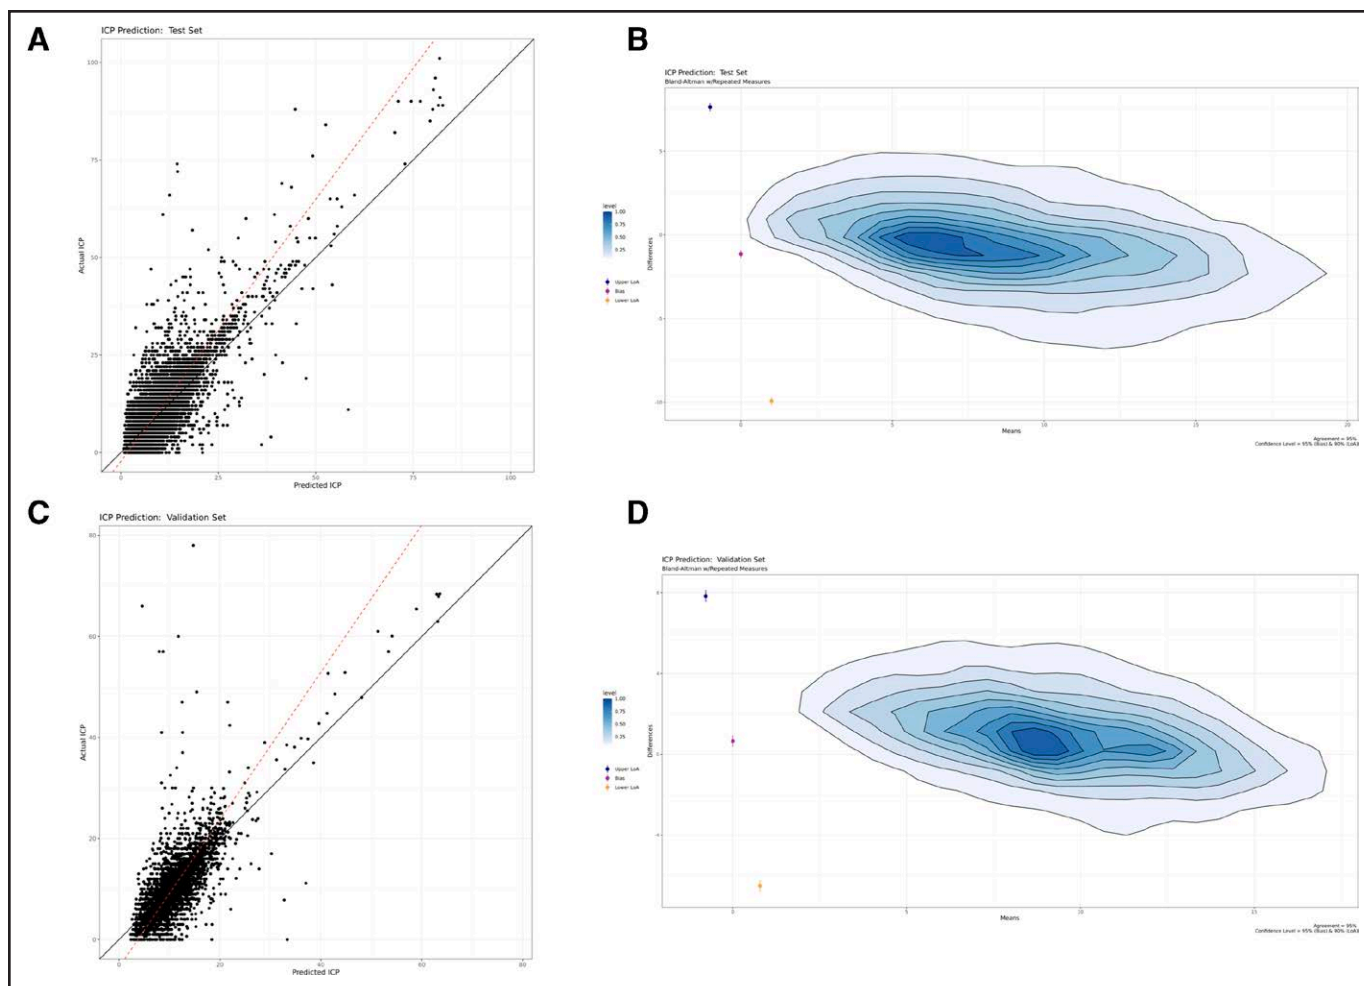 A
ICP Prediction: Test Set
100
75
50
25
0
Actual ICP
0 25 50 75 100
Predicted ICP
B
ICP Prediction: Test Set
Bland-Altman w/Repeated Measures
level
1.00
0.75
0.50
0.25
Upper LoA
Bias
Lower LoA
Differences
5
0
-5
-10
0 5 10 15 20
Means
Agreement = 95%
Confidence Level = 95% (Bias) & 90% (LoA)
C
ICP Prediction: Validation Set
80
60
40
20
0
Actual ICP
0 20 40 60 80
Predicted ICP
D
ICP Prediction: Validation Set
Bland-Altman w/Repeated Measures
level
1.00
0.75
0.50
0.25
Upper LoA
Bias
Lower LoA
Differences
0
0 5 10 15
Means
Agreement = 95%
Confidence Level = 95% (Bias) & 90% (LoA)